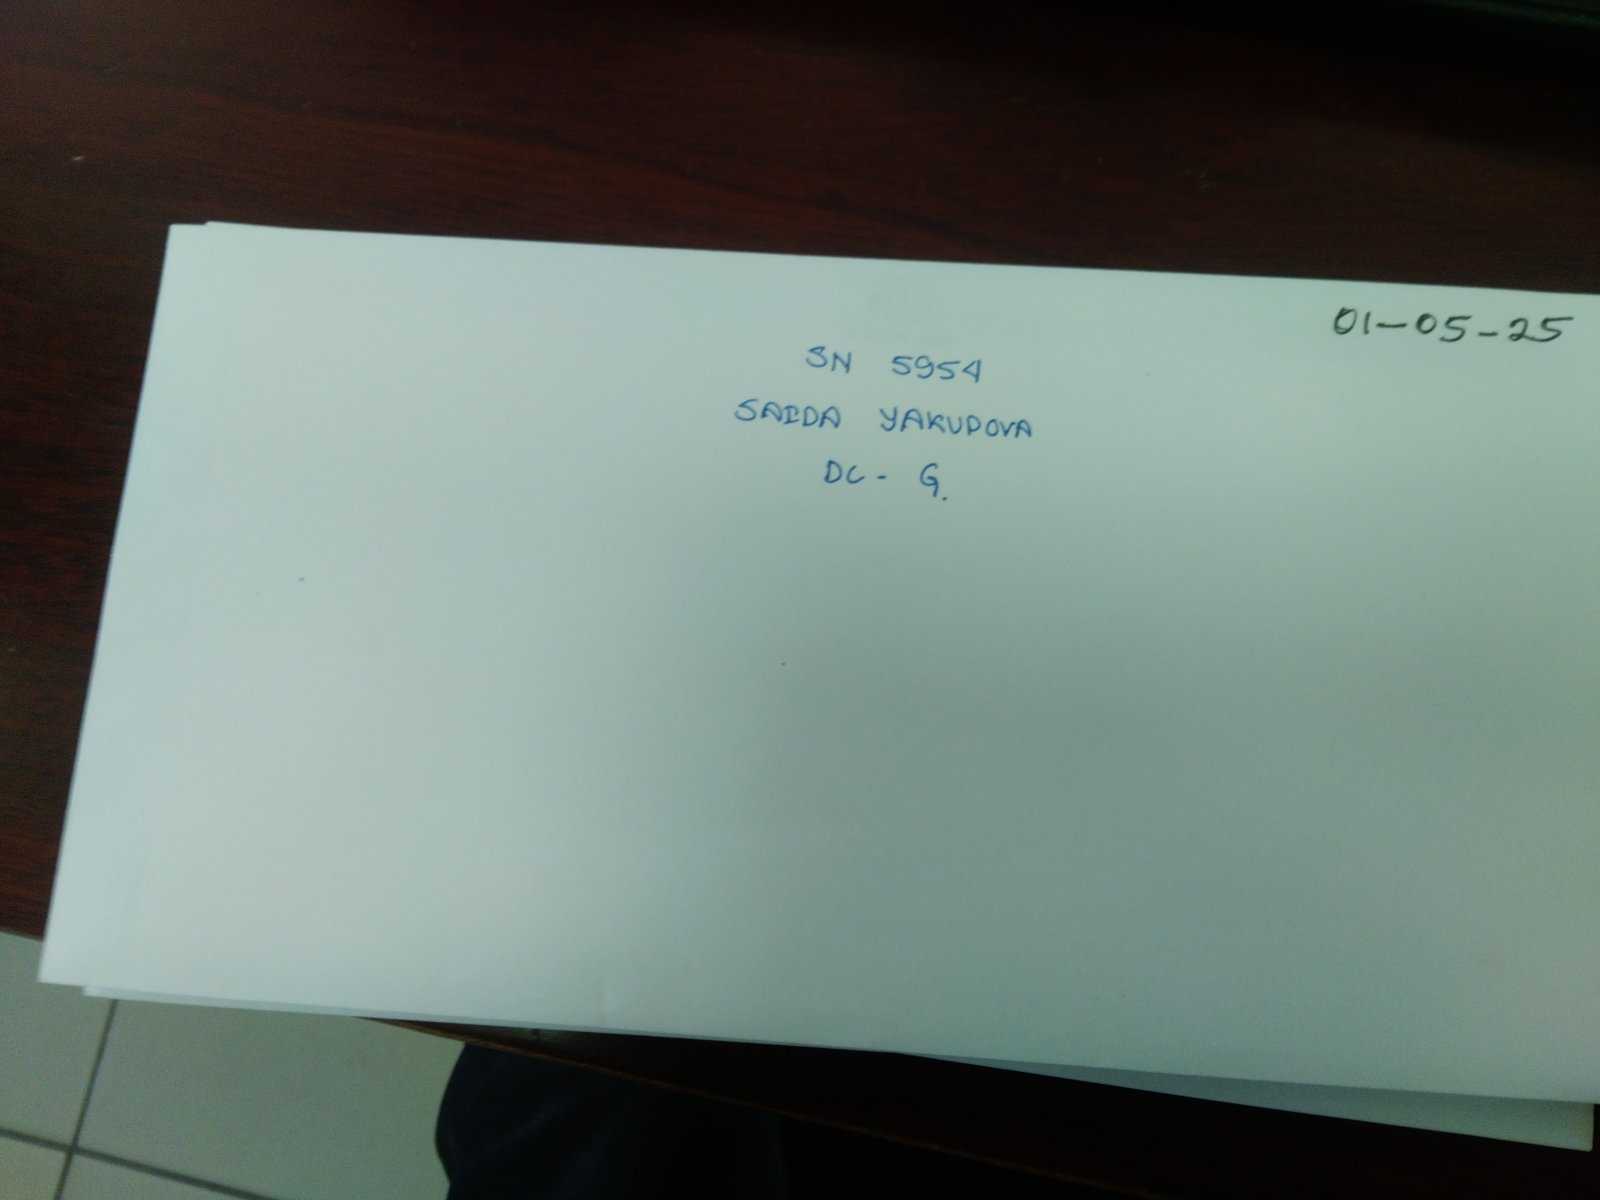 01-05-25
SN 5954
SAIDA YAKUPOVA
DC - G.